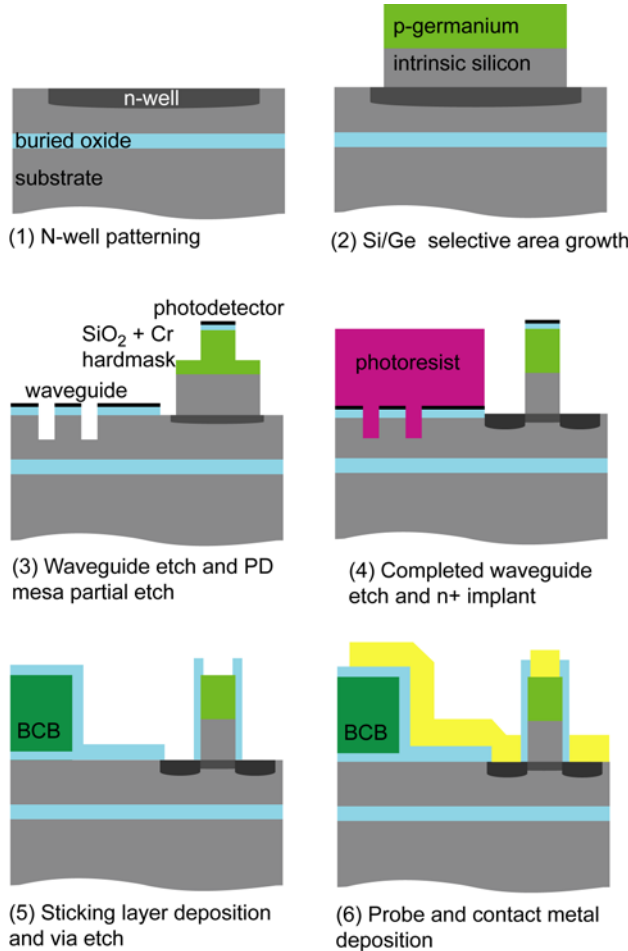 n-well
buried oxide
substrate
(1) N-well patterning
p-germanium
intrinsic silicon
(2) Si/Ge selective area growth
photodetector
SiO₂ + Cr
hardmask
waveguide
(3) Waveguide etch and PD
mesa partial etch
photoresist
(4) Completed waveguide
etch and n+ implant
BCB
(5) Sticking layer deposition
and via etch
BCB
(6) Probe and contact metal
deposition